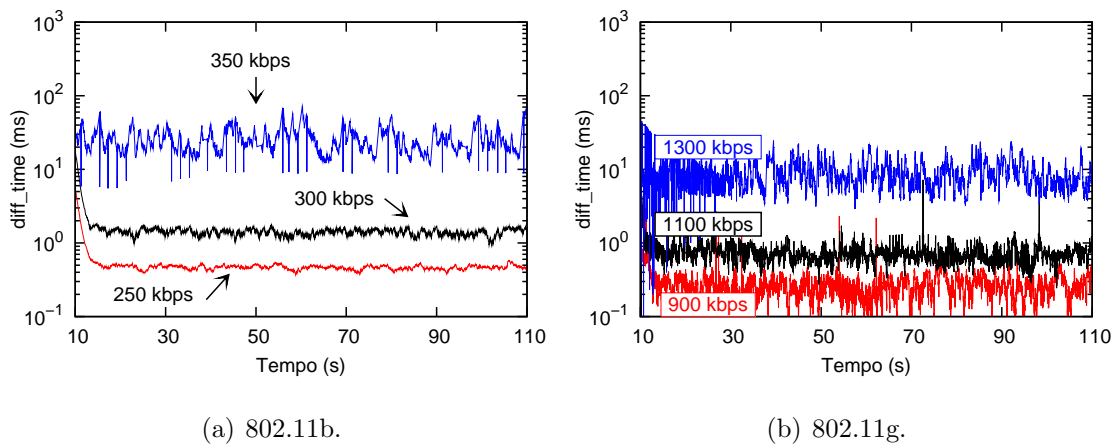 10³
10²
10¹
10⁰
10⁻¹
diff_time (ms)
350 kbps
300 kbps
250 kbps
10 30 50 70 90 110
Tempo (s)
(a) 802.11b.
10³
10²
10¹
10⁰
10⁻¹
diff_time (ms)
1300 kbps
1100 kbps
900 kbps
10 30 50 70 90 110
Tempo (s)
(b) 802.11g.